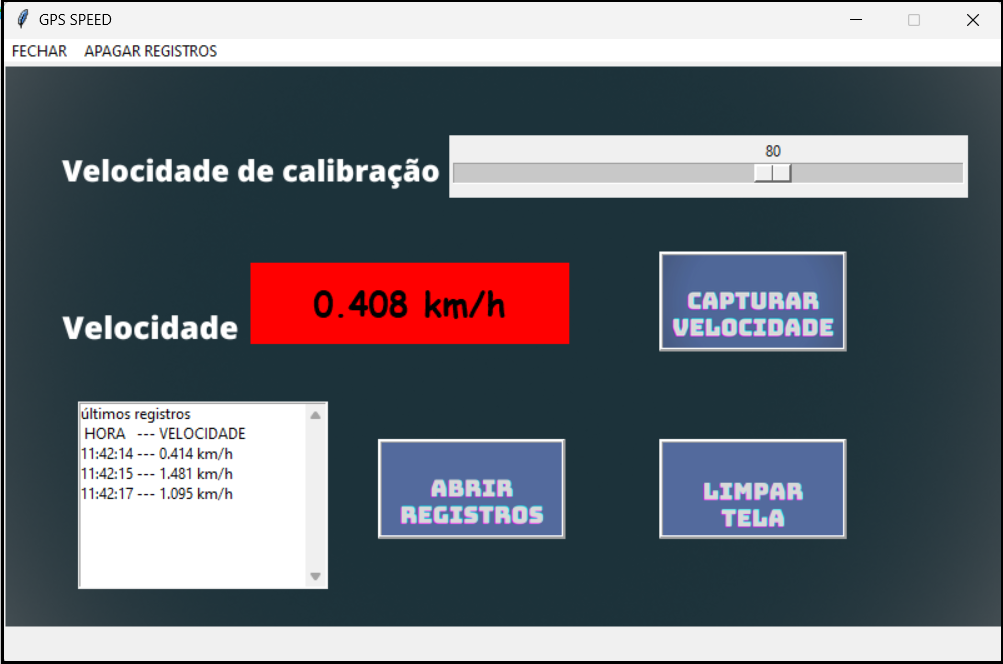 GPS SPEED
FECHAR APAGAR REGISTROS
80
Velocidade de calibração
0.408 km/h
Velocidade
CAPTURAR
VELOCIDADE
últimos registros
HORA --- VELOCIDADE
11:42:14 --- 0.414 km/h
11:42:15 --- 1.481 km/h
11:42:17 --- 1.095 km/h
ABRIR
REGISTROS
LIMPAR
TELA